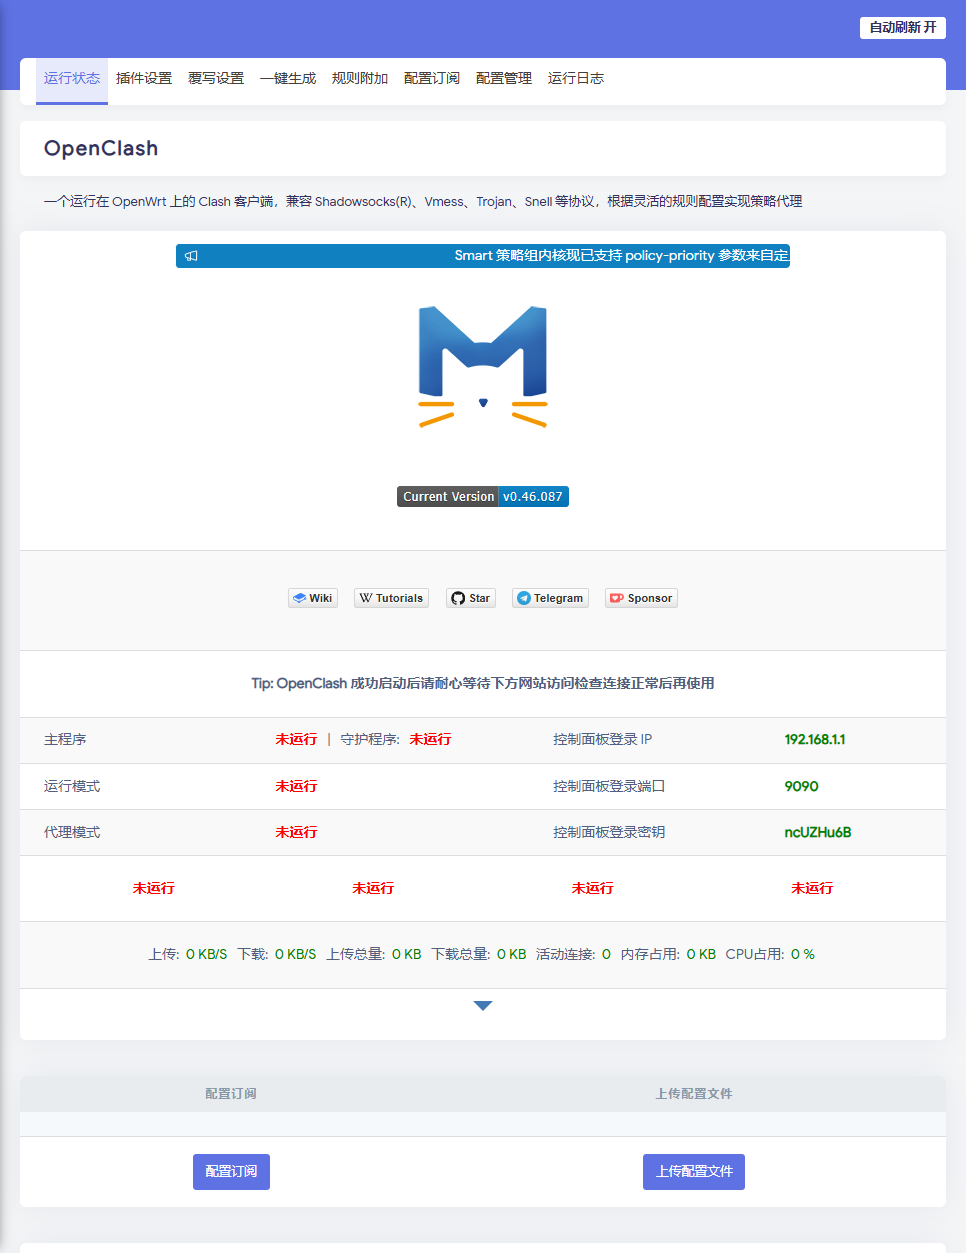 自动刷新 开
运行状态 插件设置 覆写设置 一键生成 规则附加 配置订阅 配置管理 运行日志
OpenClash
一个运行在 OpenWrt 上的 Clash 客户端，兼容 Shadowsocks(R)、Vmess、Trojan、Snell 等协议，根据灵活的规则配置实现策略代理
Smart 策略组内核现已支持 policy-priority 参数来自定
Current Version v0.46.087
Wiki Tutorials Star Telegram Sponsor
Tip: OpenClash 成功启动后请耐心等待下方网站访问检查连接正常后再使用
主程序 未运行 | 守护程序: 未运行 控制面板登录 IP 192.168.1.1
运行模式 未运行 控制面板登录端口 9090
代理模式 未运行 控制面板登录密钥 ncUZHu6B
未运行 未运行 未运行 未运行
上传: 0 KB/S 下载: 0 KB/S 上传总量: 0 KB 下载总量: 0 KB 活动连接: 0 内存占用: 0 KB CPU占用: 0 %
配置订阅 上传配置文件
配置订阅 上传配置文件